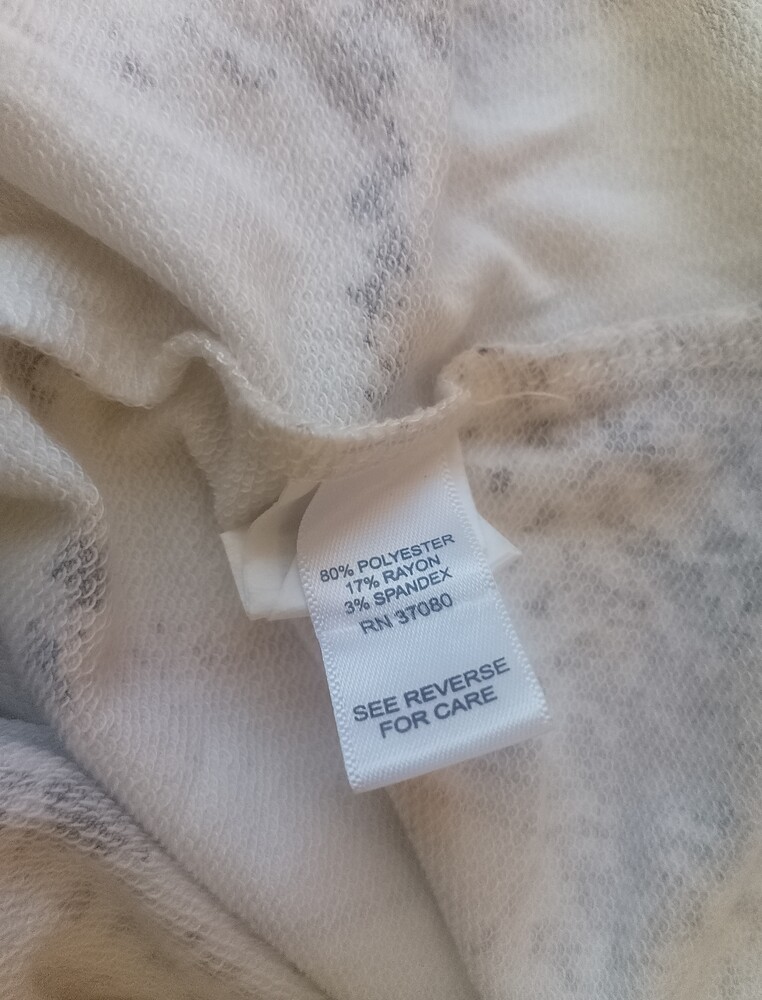 80% POLYESTER
17% RAYON
3% SPANDEX
RN 37080
SEE REVERSE
FOR CARE